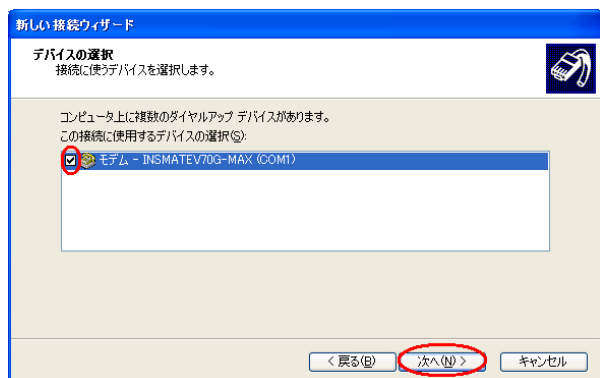 新しい接続ウィザード
デバイスの選択
接続に使うデバイスを選択します。
コンピュータ上に複数のダイヤルアップ デバイスがあります。
この接続に使用するデバイスの選択(S):
モデム - INSMATEV70G-MAX (COM1)
< 戻る(B) 次へ(N) > キャンセル